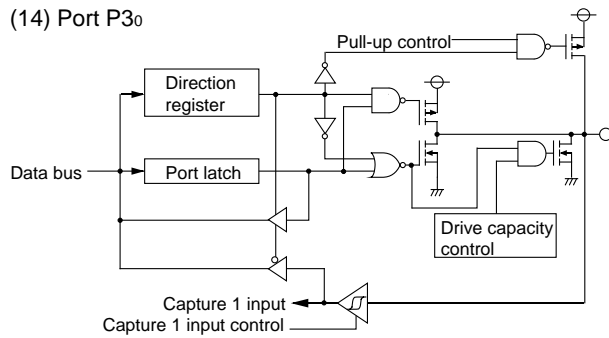 (14) Port P3₀
Pull-up control
Direction
register
Data bus
Port latch
Drive capacity
control
Capture 1 input
Capture 1 input control